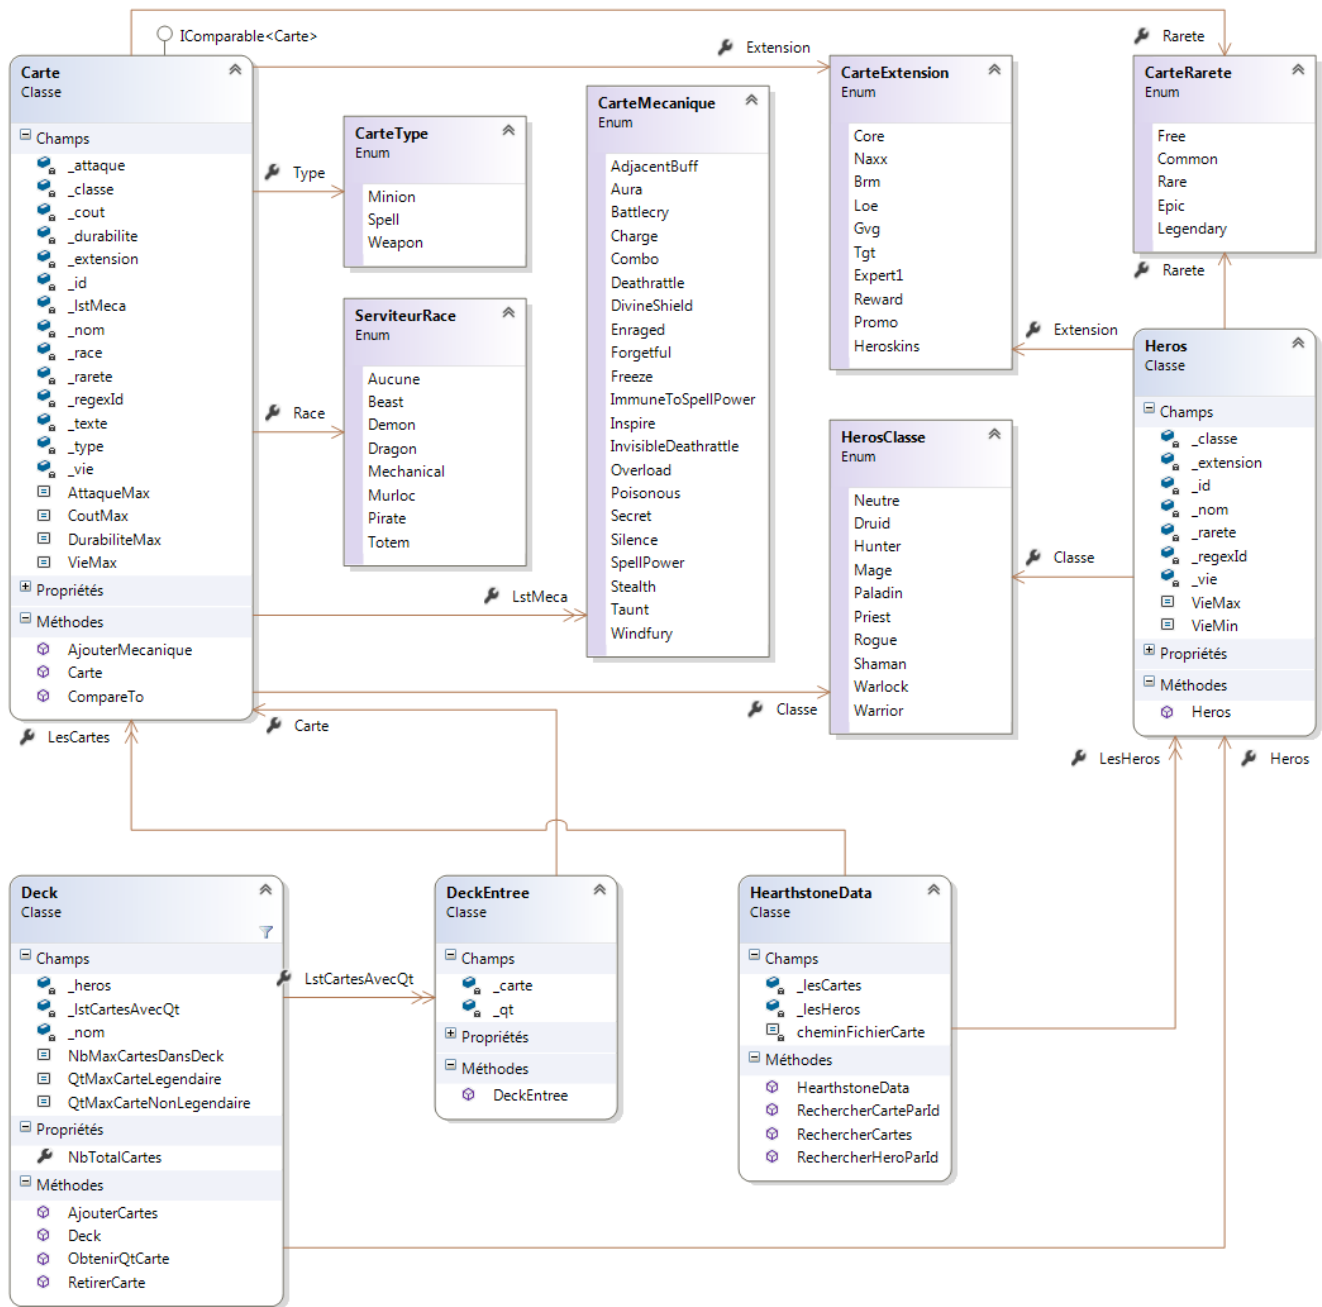 IComparable<Carte>
Extension
Rarete
Carte
Classe
Champs
_attaque
_classe
_cout
_durabilite
_extension
_id
_lstMeca
_nom
_race
_rarete
_regexId
_texte
_type
_vie
AttaqueMax
CoutMax
DurabiliteMax
VieMax
Propriétés
Méthodes
AjouterMecanique
Carte
CompareTo
Type
CarteType
Enum
Minion
Spell
Weapon
Race
ServiteurRace
Enum
Aucune
Beast
Demon
Dragon
Mechanical
Murloc
Pirate
Totem
LstMeca
CarteMecanique
Enum
AdjacentBuff
Aura
Battlecry
Charge
Combo
Deathrattle
DivineShield
Enraged
Forgetful
Freeze
ImmuneToSpellPower
Inspire
InvisibleDeathrattle
Overload
Poisonous
Secret
Silence
SpellPower
Stealth
Taunt
Windfury
CarteExtension
Enum
Core
Naxx
Brm
Loe
Gvg
Tgt
Expert1
Reward
Promo
Heroskins
CarteRarete
Enum
Free
Common
Rare
Epic
Legendary
Rarete
Extension
HerosClasse
Enum
Neutre
Druid
Hunter
Mage
Paladin
Priest
Rogue
Shaman
Warlock
Warrior
Classe
Classe
Heros
Classe
Champs
_classe
_extension
_id
_nom
_rarete
_regexId
_vie
VieMax
VieMin
Propriétés
Méthodes
Heros
LesCartes
Carte
LesHeros
Heros
Deck
Classe
Champs
_heros
_lstCartesAvecQt
_nom
NbMaxCartesDansDeck
QtMaxCarteLegendaire
QtMaxCarteNonLegendaire
Propriétés
NbTotalCartes
Méthodes
AjouterCartes
Deck
ObtenirQtCarte
RetirerCarte
LstCartesAvecQt
DeckEntree
Classe
Champs
_carte
_qt
Propriétés
Méthodes
DeckEntree
HearthstoneData
Classe
Champs
_lesCartes
_lesHeros
cheminFichierCarte
Méthodes
HearthstoneData
RechercherCarteParId
RechercherCartes
RechercherHeroParId